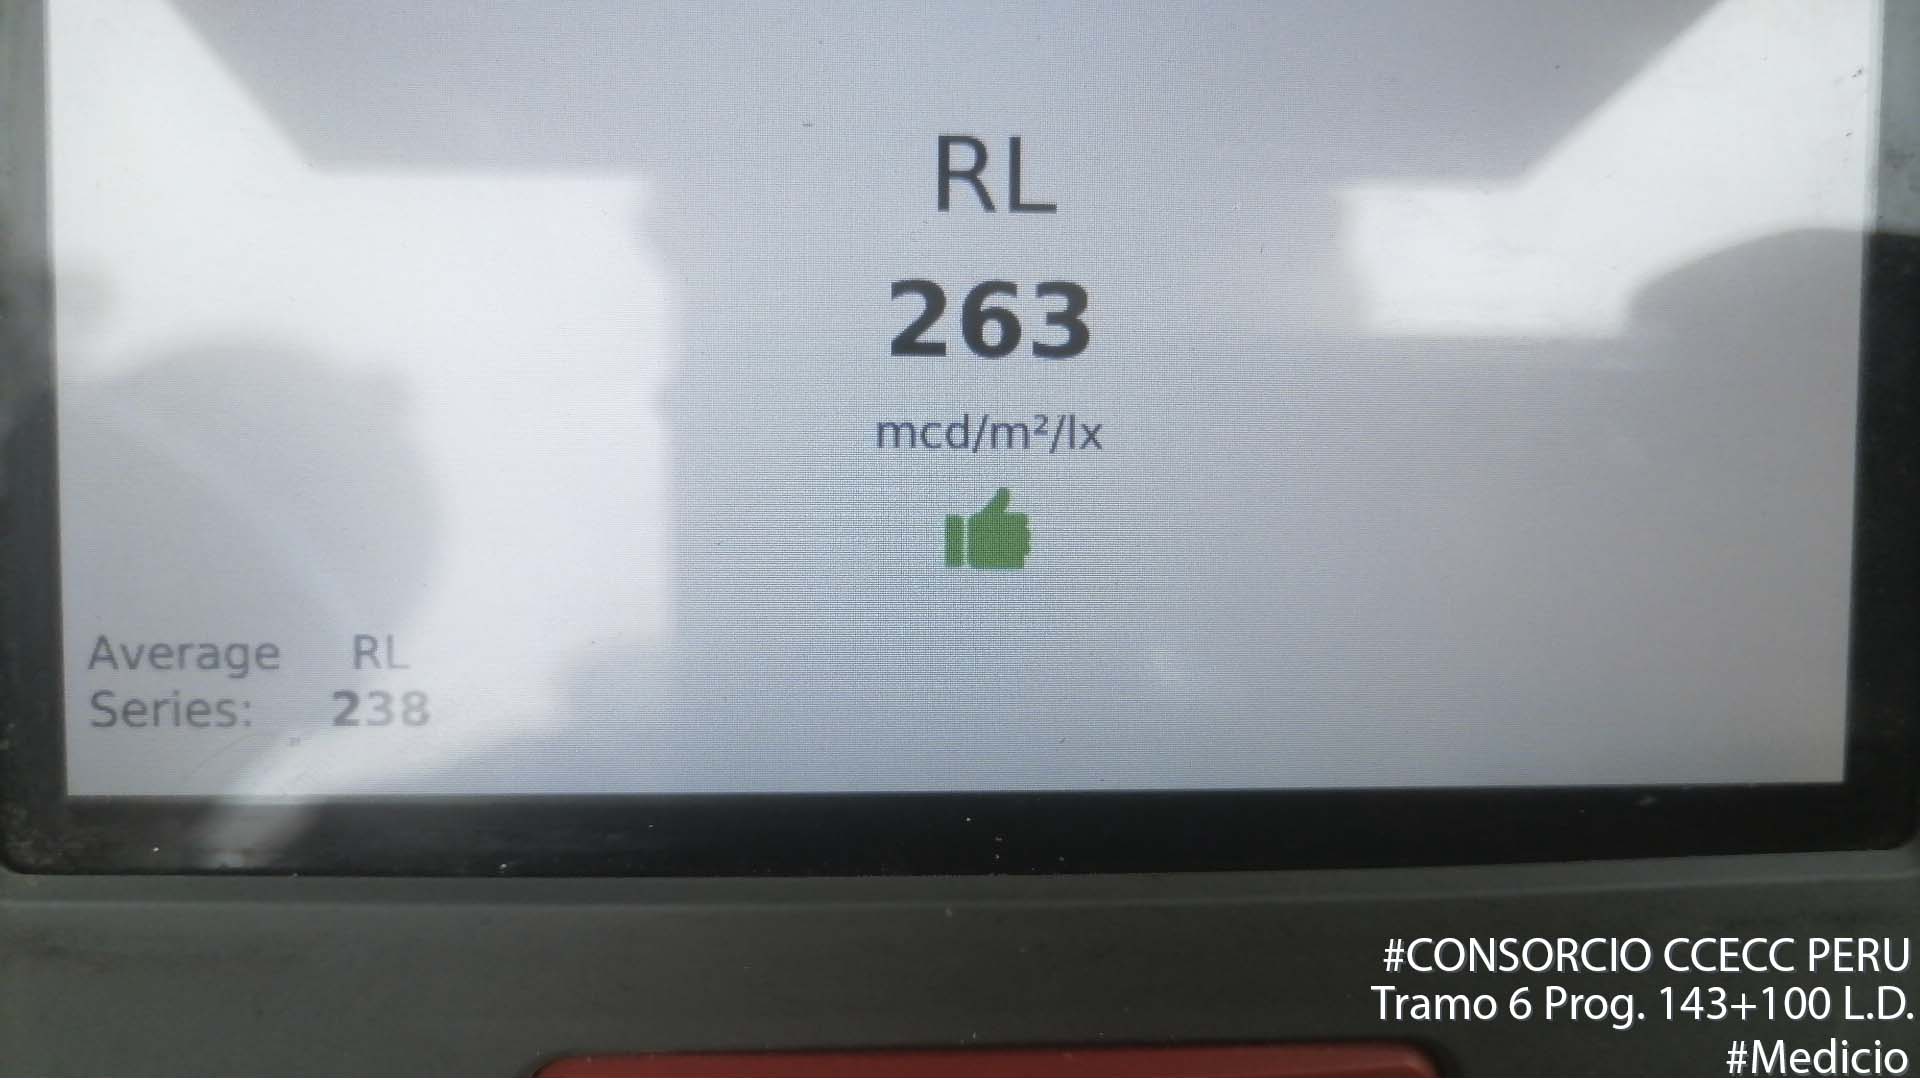 RL
263
mcd/m²/lx
Average RL
Series: 238
#CONSORCIO CCECC PERU
Tramo 6 Prog. 143+100 L.D.
#Medicio